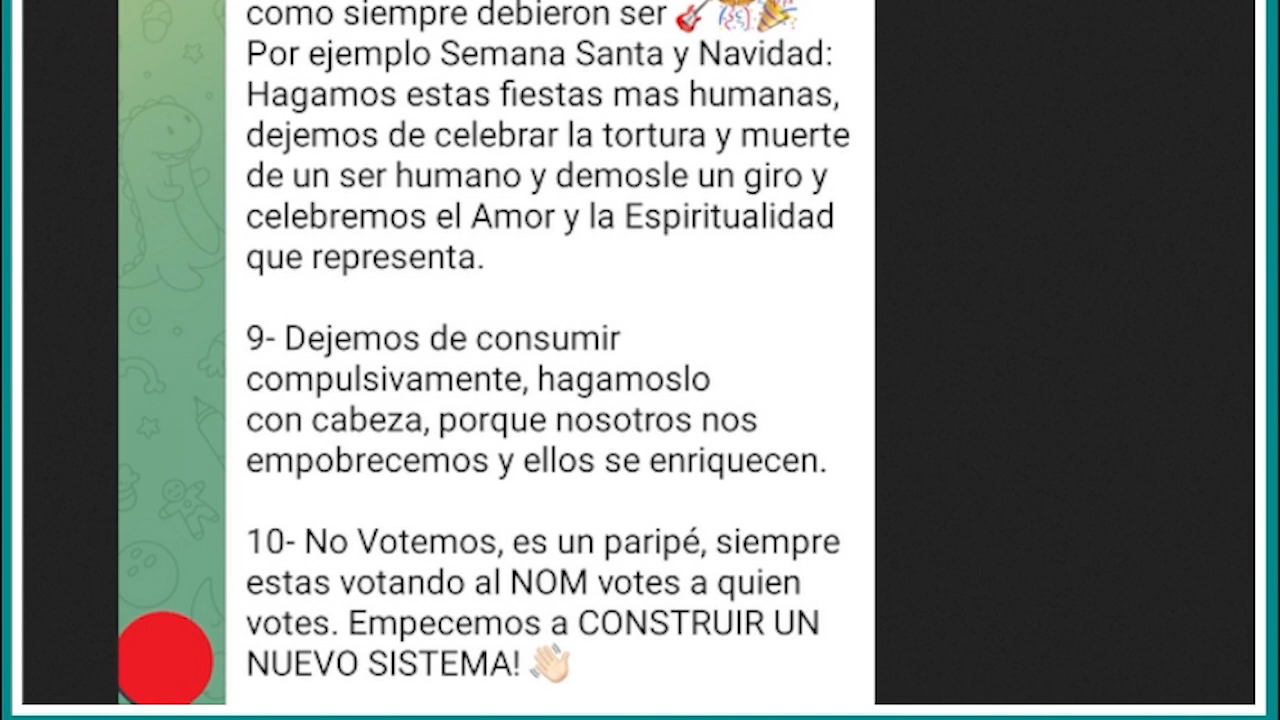 como siempre debieron ser
Por ejemplo Semana Santa y Navidad:
Hagamos estas fiestas mas humanas,
dejemos de celebrar la tortura y muerte
de un ser humano y demosle un giro y
celebremos el Amor y la Espiritualidad
que representa.
9- Dejemos de consumir
compulsivamente, hagamoslo
con cabeza, porque nosotros nos
empobrecemos y ellos se enriquecen.
10- No Votemos, es un paripé, siempre
estas votando al NOM votes a quien
votes. Empecemos a CONSTRUIR UN
NUEVO SISTEMA! 👋🏻